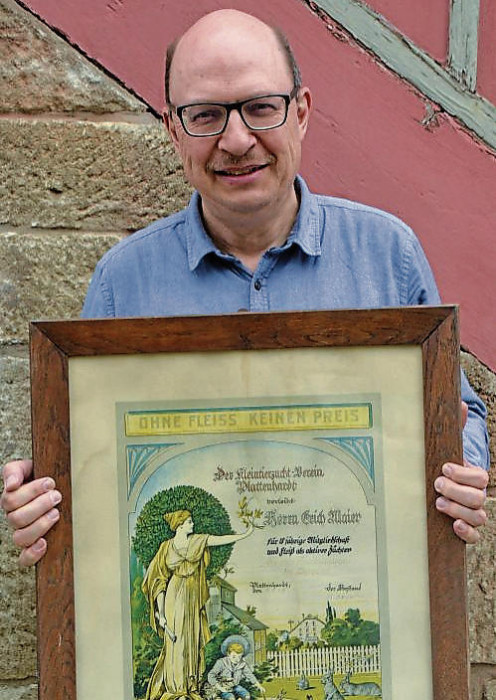 OHNE FLEISS KEINEN PREIS
Der Kleintierzucht-Verein
Plattenhardt
verleiht
Herrn Erich Maier
für jährige Mitgliedschaft
und Fleiß als aktiver Züchter
Plattenhardt, Der Vorstand
den